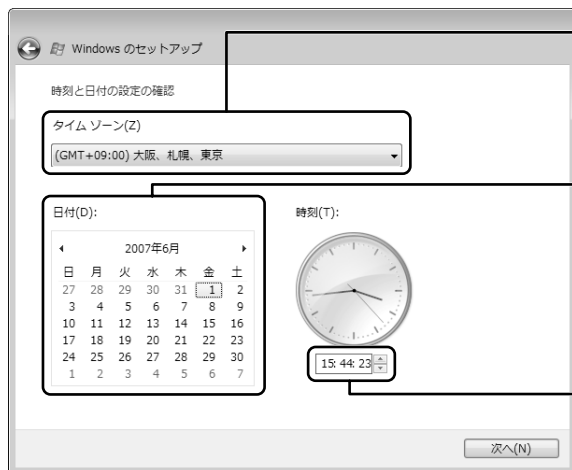 Windows のセットアップ
時刻と日付の設定の確認
タイム ゾーン(Z)
(GMT+09:00) 大阪、札幌、東京
日付(D):
2007年6月
日 月 火 水 木 金 土
27 28 29 30 31 1 2
3 4 5 6 7 8 9
10 11 12 13 14 15 16
17 18 19 20 21 22 23
24 25 26 27 28 29 30
1 2 3 4 5 6 7
時刻(T):
15:44:23
次へ(N)